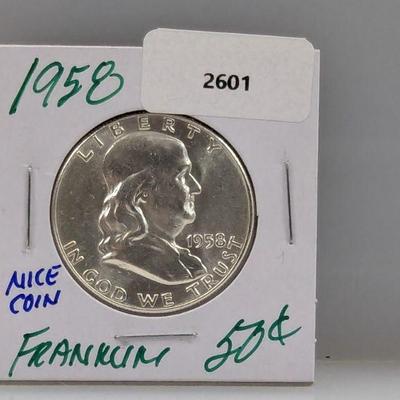 1958
2601
LIBERTY
1958
IN GOD WE TRUST
NICE
COIN
FRANKLIN 50¢